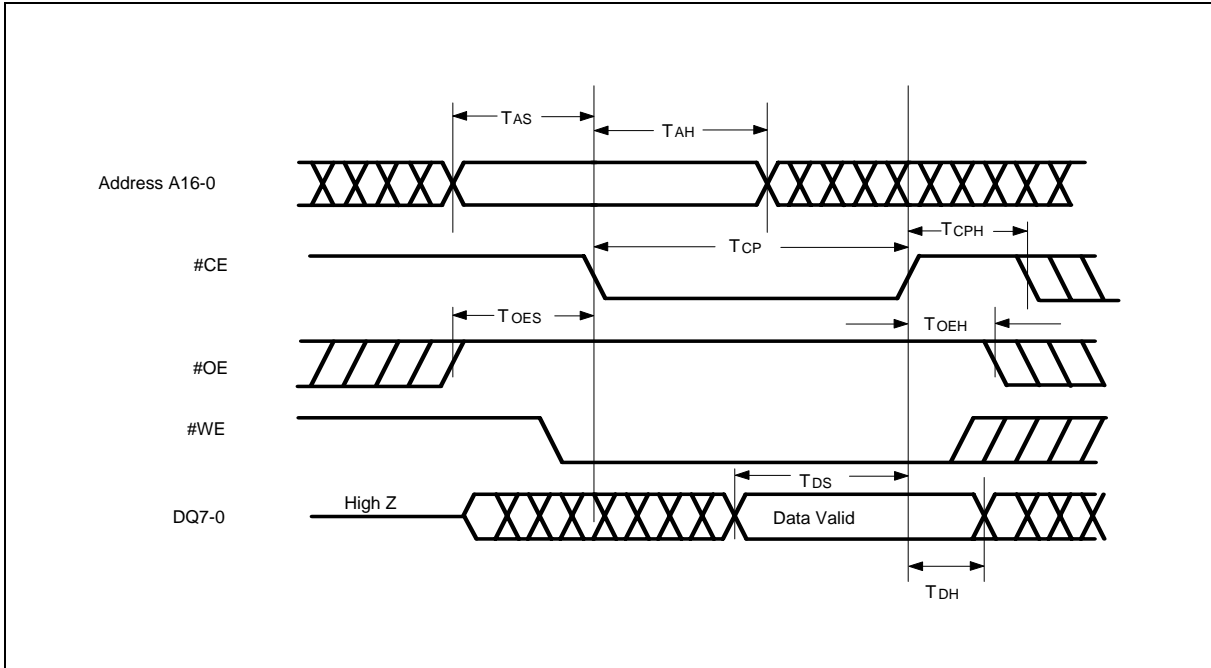 TAS
TAH
Address A16-0
TCPH
TCP
#CE
TOES
TOEH
#OE
#WE
TDS
High Z
DQ7-0
Data Valid
TDH